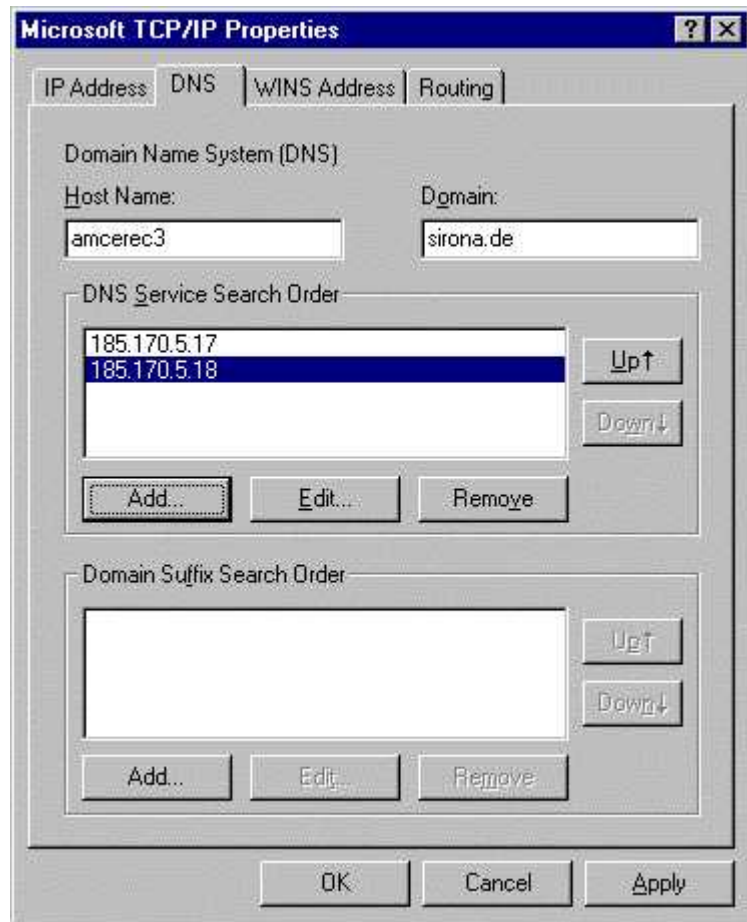 Microsoft TCP/IP Properties
? X
IP Address DNS WINS Address Routing
Domain Name System (DNS)
Host Name: Domain:
amcerec3 sirona.de
DNS Service Search Order
185.170.5.17
185.170.5.18
Up↑
Down↓
Add... Edit... Remove
Domain Suffix Search Order
Up↑
Down↓
Add... Edit... Remove
OK Cancel Apply